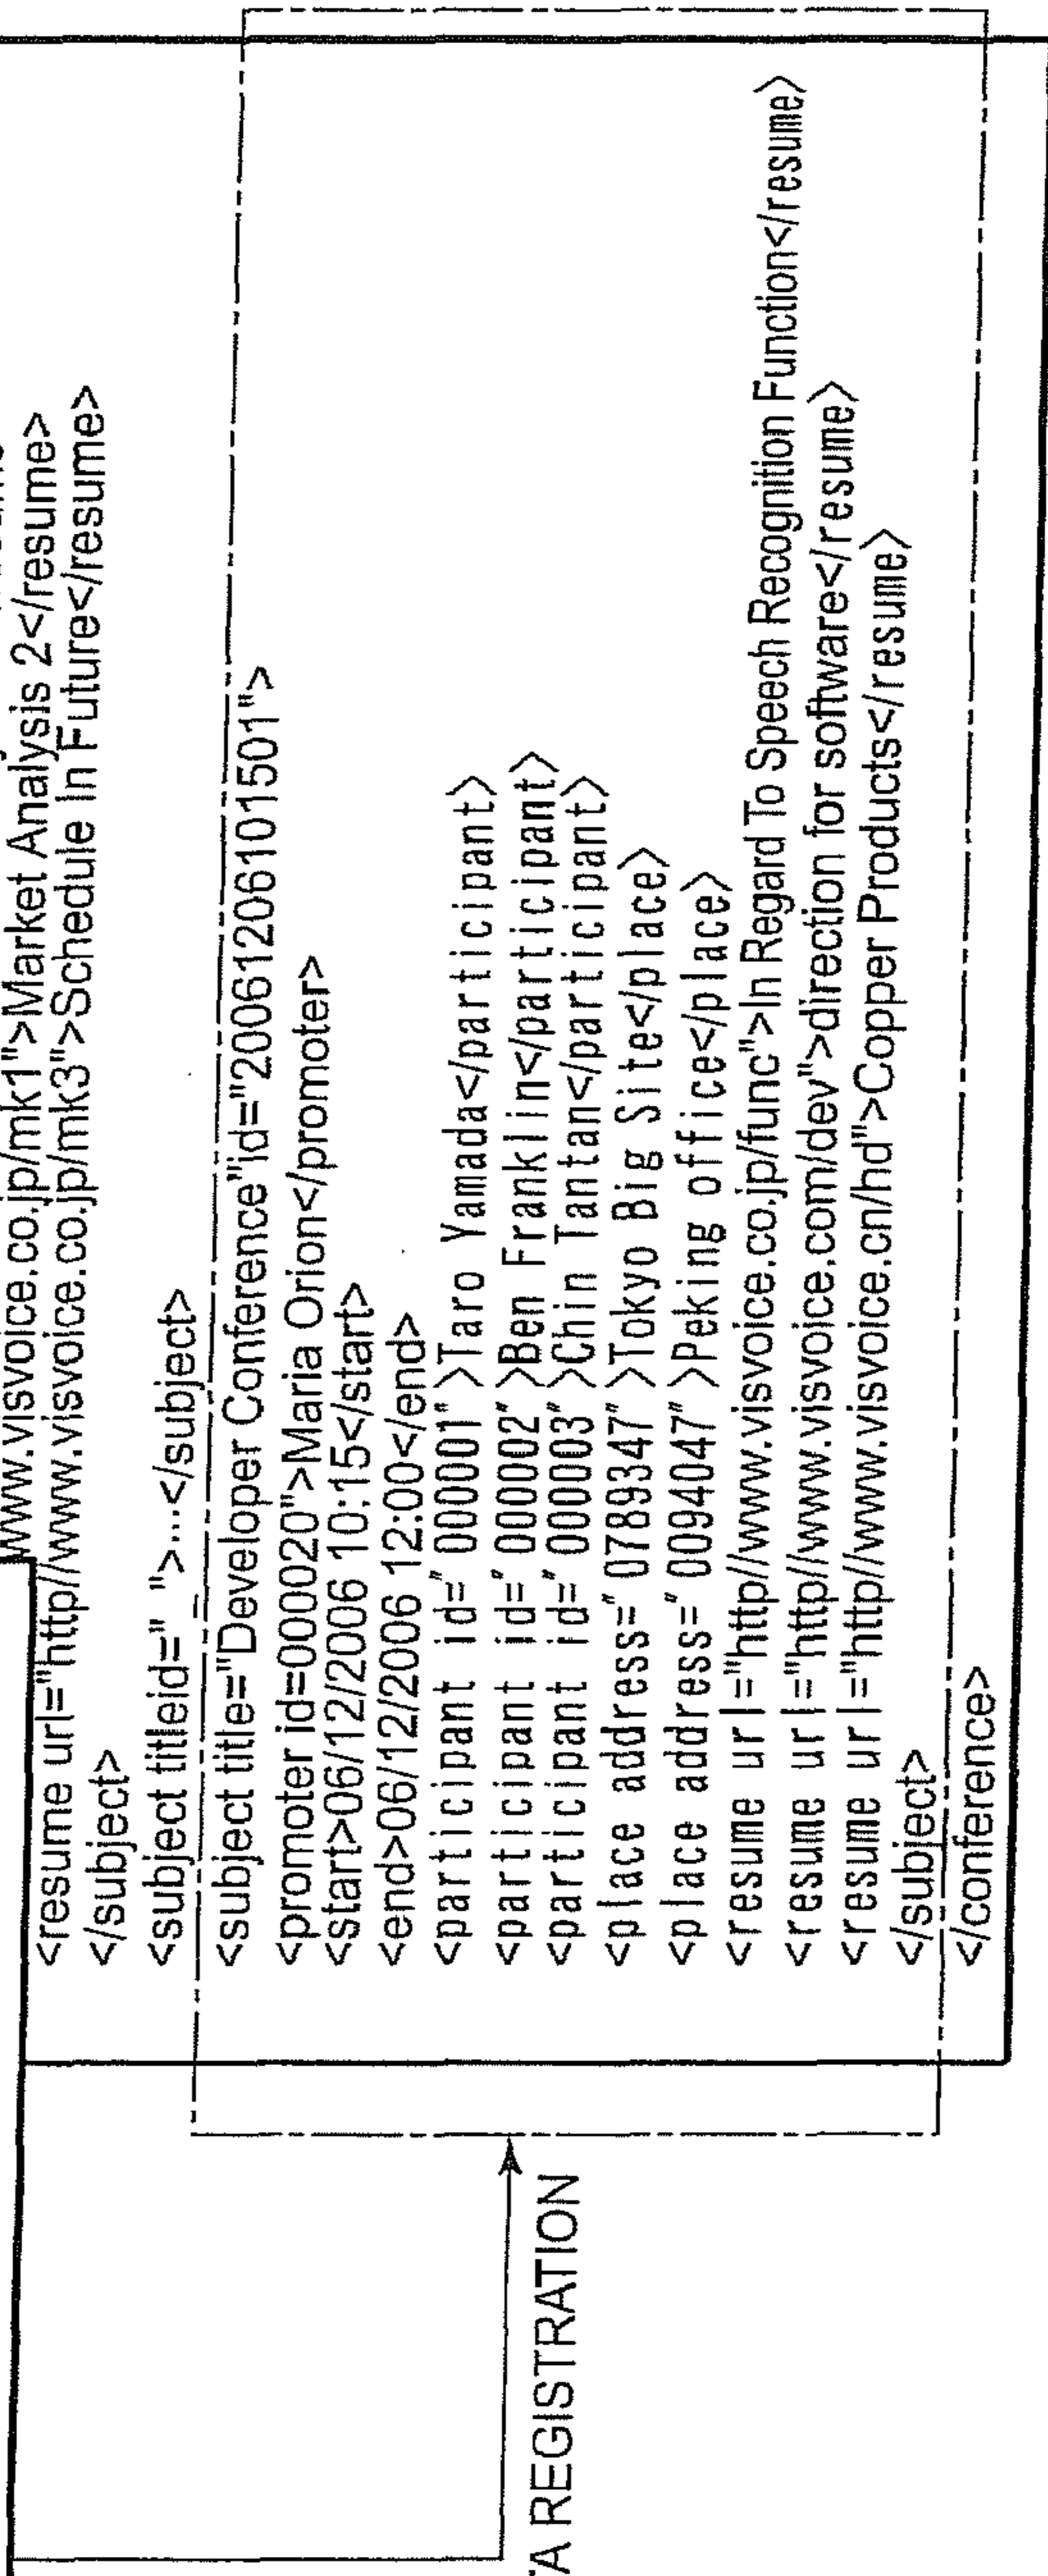 www.visvoice.co.jp/mk1">Market Analysis 2</resume>
<resume url="http//www.visvoice.co.jp/mk3">Schedule In Future</resume>
</subject>
<subject titleid=" ">...</subject>
<subject title="Developer Conference"id="20061206101501">
<promoter id=000020">Maria Orion</promoter>
<start>06/12/2006 10:15</start>
<end>06/12/2006 12:00</end>
<participant id="000001">Taro Yamada</participant>
<participant id="000002">Ben Franklin</participant>
<participant id="000003">Chin Tantan</participant>
<place address="0789347">Tokyo Big Site</place>
<place address="0094047">Peking office</place>
<resume url="http//www.visvoice.co.jp/func">In Regard To Speech Recognition Function</resume>
<resume url="http//www.visvoice.com/dev">direction for software</resume>
<resume url="http//www.visvoice.cn/hd">Copper Products</resume>
</subject>
</conference>
TA REGISTRATION